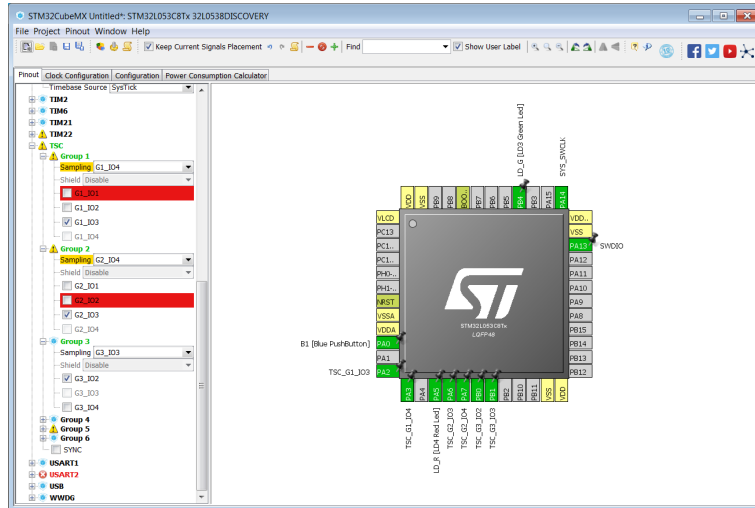 STM32CubeMX Untitled*: STM32L053C8Tx 32L0538DISCOVERY
File Project Pinout Window Help
Keep Current Signals Placement
Find
Show User Label
Pinout
Clock Configuration
Configuration
Power Consumption Calculator
Timebase Source SysTick
TIM2
TIM6
TIM21
TIM22
TSC
Group 1
Sampling G1_IO4
Shield Disable
G1_IO1
G1_IO2
G1_IO3
G1_IO4
Group 2
Sampling G2_IO4
Shield Disable
G2_IO1
G2_IO2
G2_IO3
G2_IO4
Group 3
Sampling G3_IO3
Shield Disable
G3_IO2
G3_IO3
G3_IO4
Group 4
Group 5
Group 6
SYNC
USART1
USART2
USB
WWDG
LD_G [LD3 Green Led]
SYS_SWCLK
VDD
VSS
PB9
PB8
BOO..
PB7
PB6
PB5
PB4..
PB3
PA15
PA14
VLCD
PC13
PC1..
PC1..
PH0-..
PH1-..
NRST
VSSA
VDDA
B1 [Blue PushButton]
PA0
PA1
TSC_G1_IO3
PA2
VDD..
VSS
PA13
SWDIO
PA12
PA11
PA10
PA9
PA8
PB15
PB14
PB13
PB12
STM32L053C8Tx
LQFP48
PA3
PA4
PA5
PA6
PA7
PB0
PB1
PB2
PB10
PB11
VSS
VDD
TSC_G1_IO4
LD_R [LD4 Red Led]
TSC_G2_IO3
TSC_G2_IO4
TSC_G3_IO2
TSC_G3_IO3